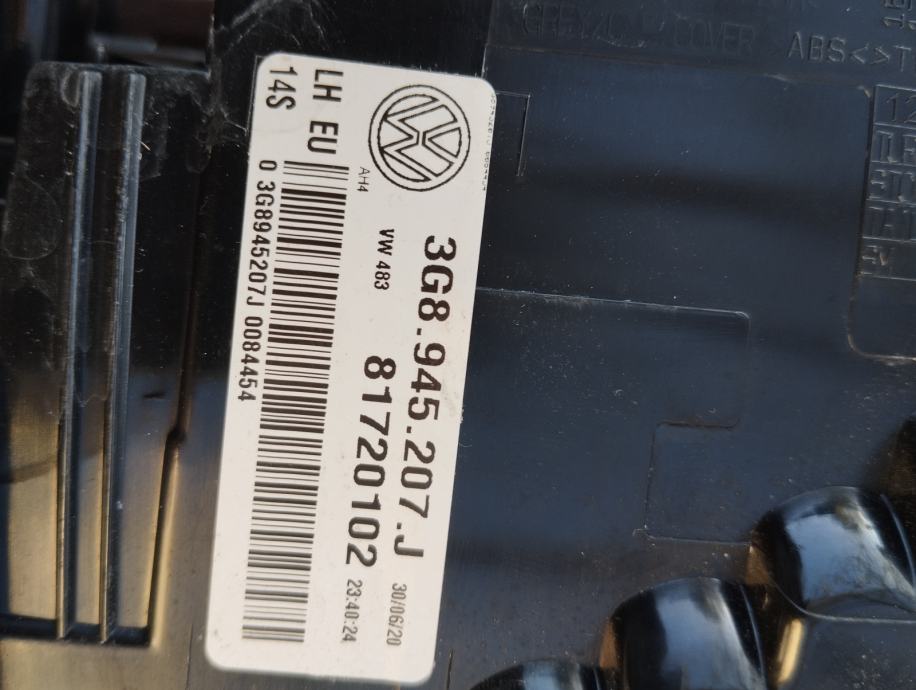 LH EU
14S
AH4
VW 483
3G8.945.207.J
81720102
30/06/20
23:40:24
0 3G8945207J 0084454
COVER ABS<>